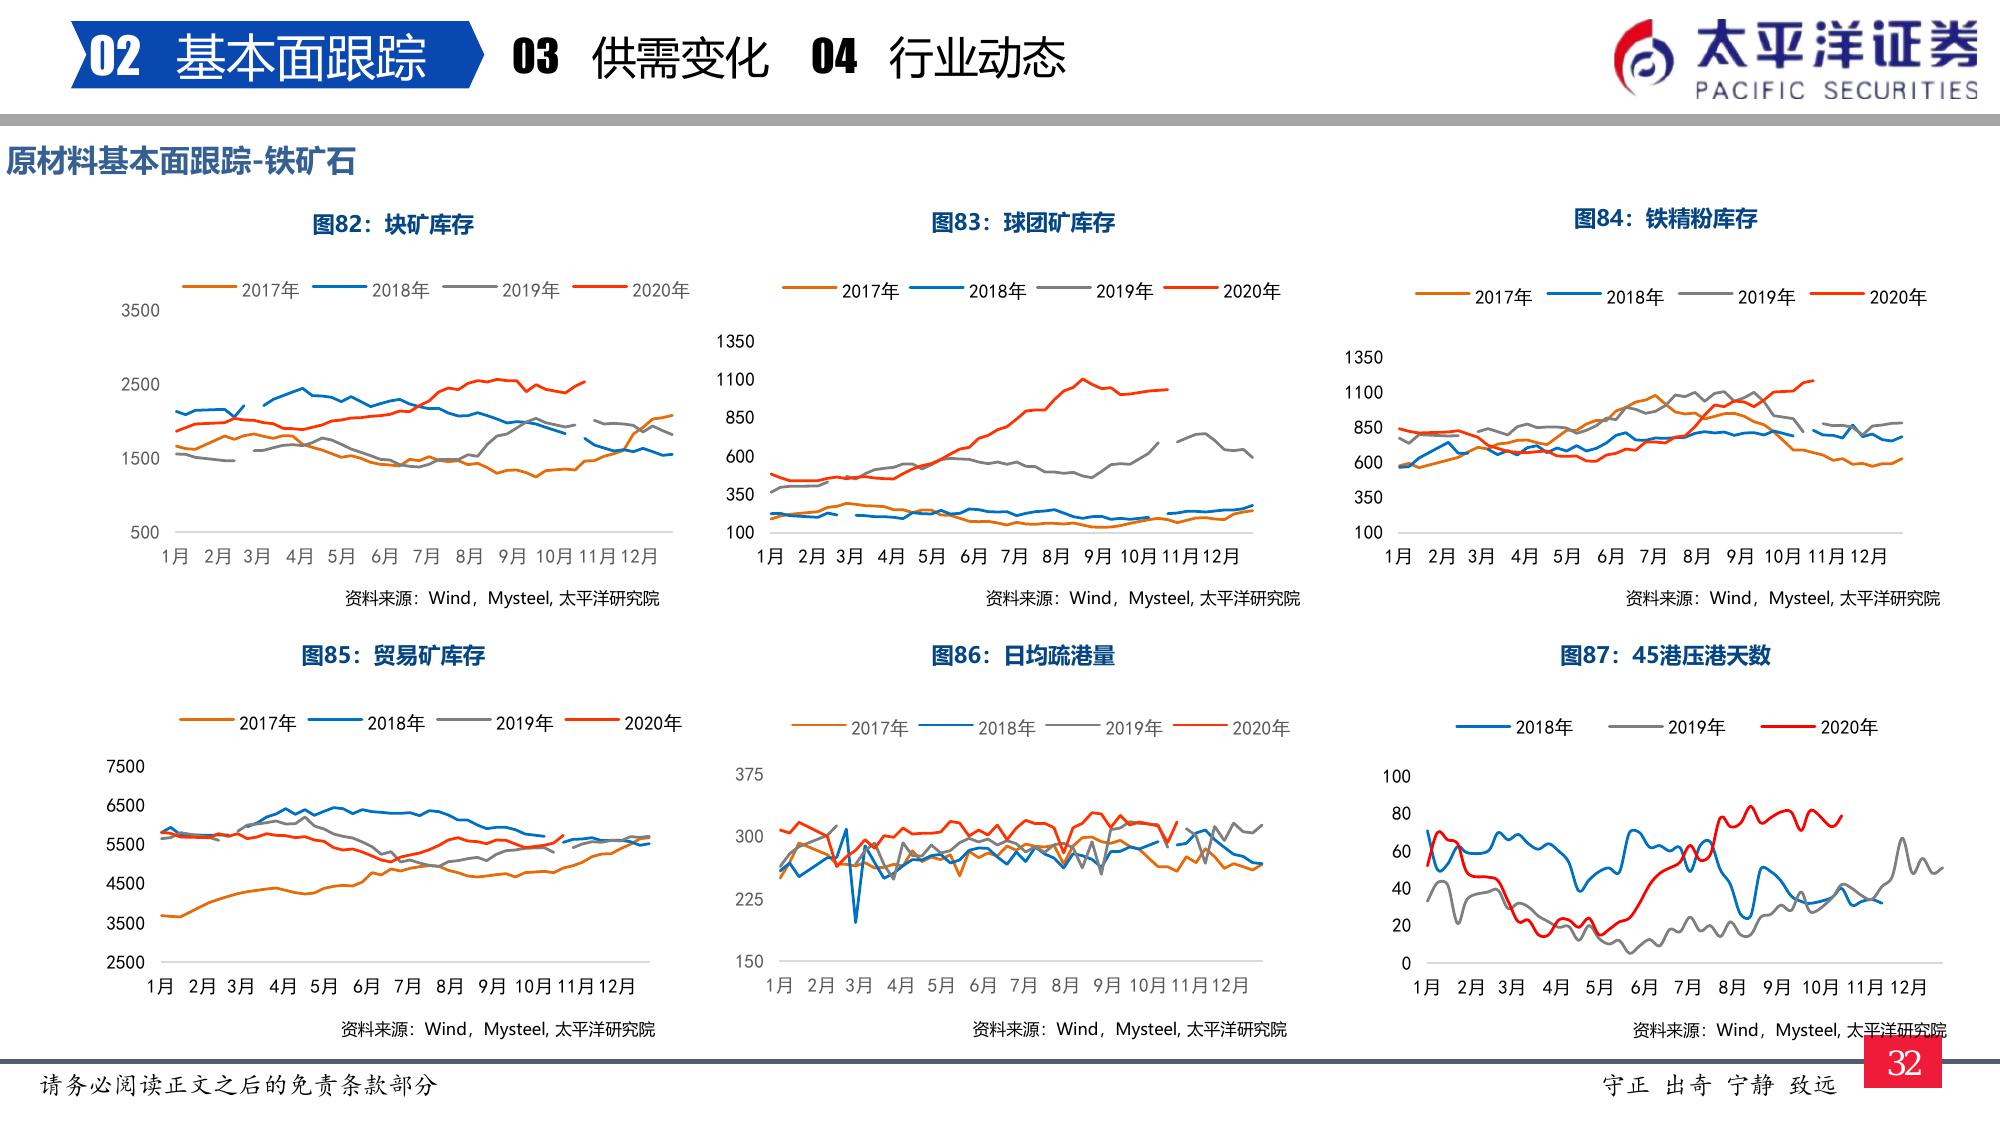 02 基本面跟踪 03 供需变化 04 行业动态
太平洋证券
PACIFIC SECURITIES
原材料基本面跟踪-铁矿石
图82：块矿库存
2017年 2018年 2019年 2020年
3500
2500
1500
500
1月 2月 3月 4月 5月 6月 7月 8月 9月 10月 11月 12月
资料来源：Wind，Mysteel, 太平洋研究院
图83：球团矿库存
2017年 2018年 2019年 2020年
1350
1100
850
600
350
100
1月 2月 3月 4月 5月 6月 7月 8月 9月 10月 11月 12月
资料来源：Wind，Mysteel, 太平洋研究院
图84：铁精粉库存
2017年 2018年 2019年 2020年
1350
1100
850
600
350
100
1月 2月 3月 4月 5月 6月 7月 8月 9月 10月 11月 12月
资料来源：Wind，Mysteel, 太平洋研究院
图85：贸易矿库存
2017年 2018年 2019年 2020年
7500
6500
5500
4500
3500
2500
1月 2月 3月 4月 5月 6月 7月 8月 9月 10月 11月 12月
资料来源：Wind，Mysteel, 太平洋研究院
图86：日均疏港量
2017年 2018年 2019年 2020年
375
300
225
150
1月 2月 3月 4月 5月 6月 7月 8月 9月 10月 11月 12月
资料来源：Wind，Mysteel, 太平洋研究院
图87：45港压港天数
2018年 2019年 2020年
100
80
60
40
20
0
1月 2月 3月 4月 5月 6月 7月 8月 9月 10月 11月 12月
资料来源：Wind，Mysteel, 太平洋研究院
请务必阅读正文之后的免责条款部分
守正 出奇 宁静 致远
32